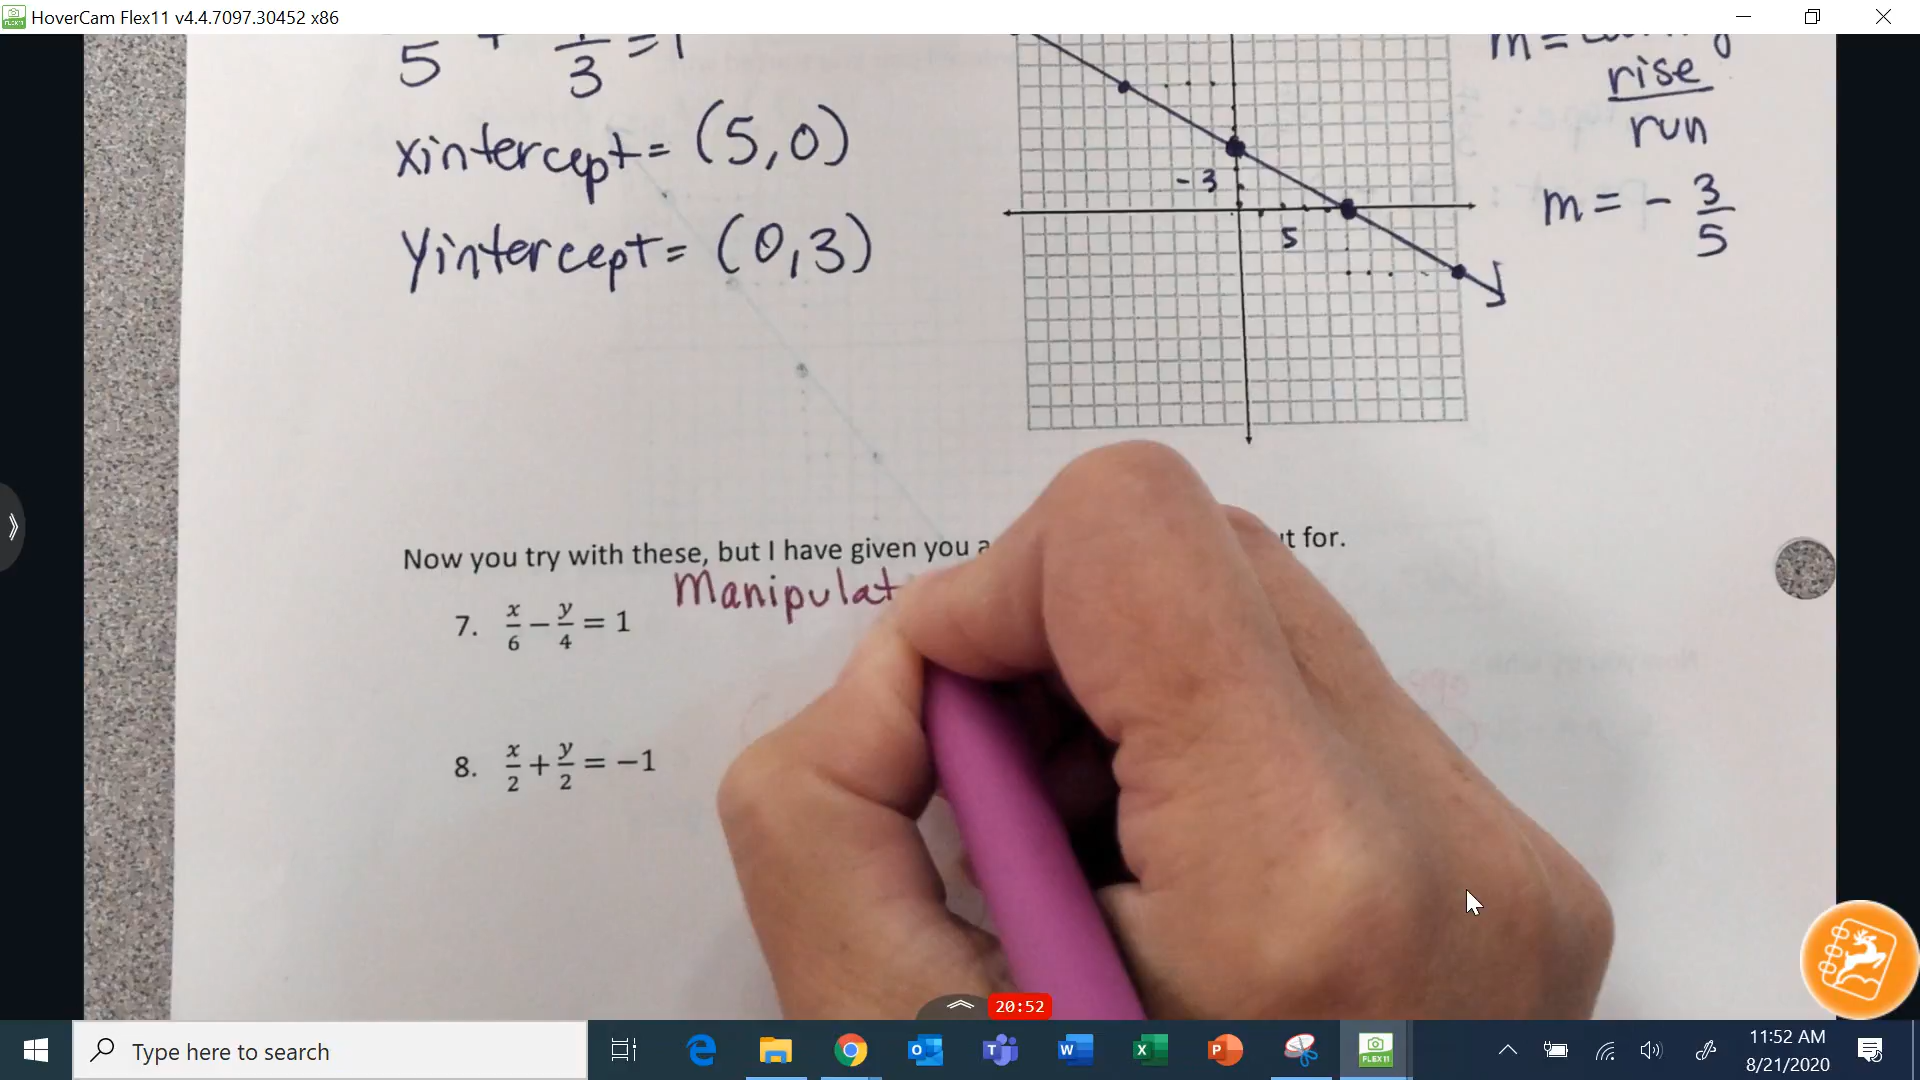 HoverCam Flex11 v4.4.7097.30452 x86
5 + 3 = 1
m =
rise
run
xintercept = (5,0)
- 3
m = - 3/5
yintercept = (0,3)
5
Now you try with these, but I have given you a t for.
Manipulat
7. x/6 − y/4 = 1
8. x/2 + y/2 = −1
20:52
Type here to search
11:52 AM
8/21/2020
FLEX11